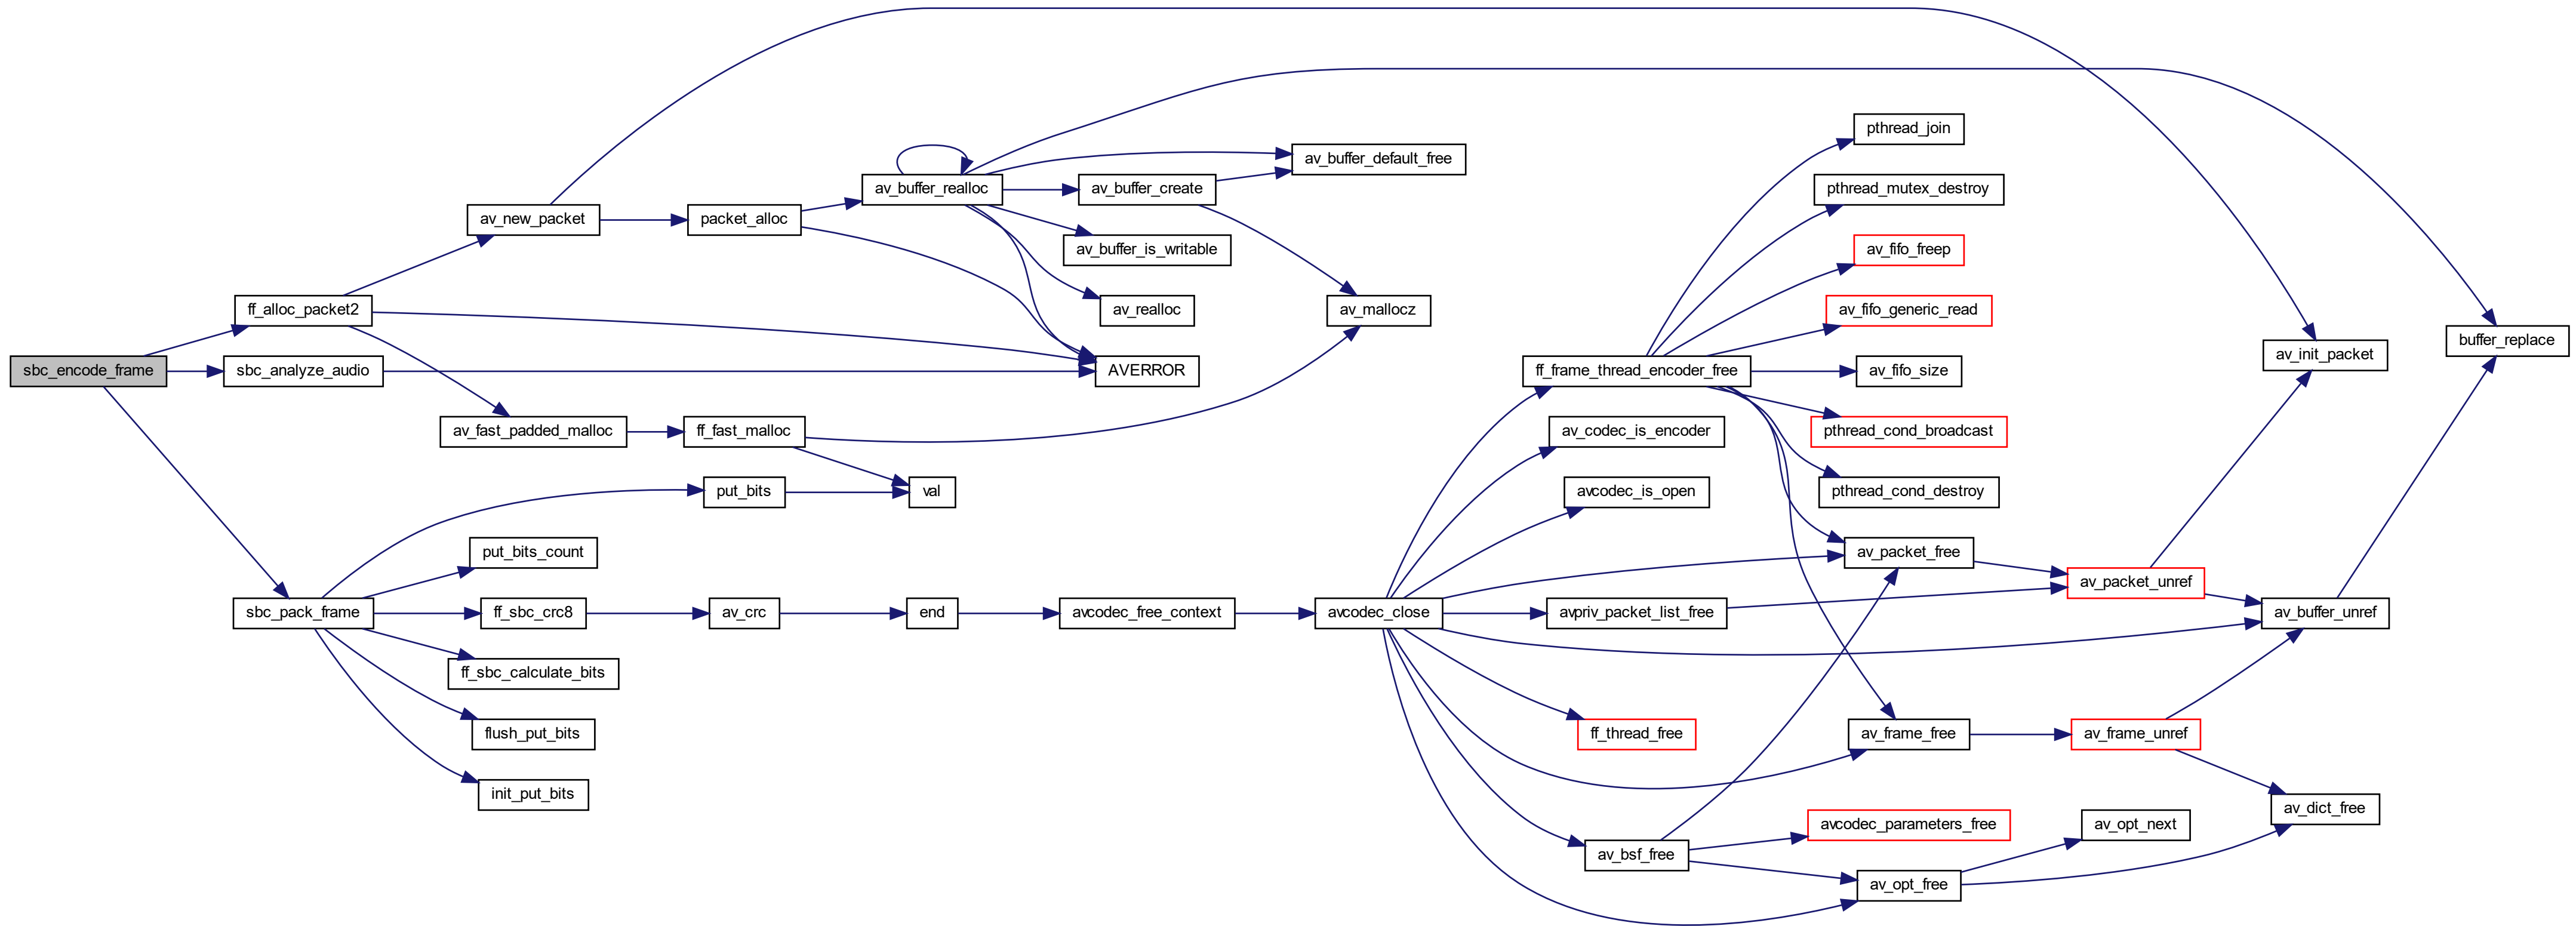 sbc_encode_frame
ff_alloc_packet2
sbc_analyze_audio
sbc_pack_frame
av_new_packet
av_fast_padded_malloc
put_bits_count
ff_sbc_crc8
ff_sbc_calculate_bits
flush_put_bits
init_put_bits
packet_alloc
ff_fast_malloc
put_bits
av_crc
av_buffer_realloc
val
end
av_buffer_create
av_buffer_is_writable
av_realloc
AVERROR
avcodec_free_context
av_buffer_default_free
av_mallocz
avcodec_close
ff_frame_thread_encoder_free
av_codec_is_encoder
avcodec_is_open
avpriv_packet_list_free
ff_thread_free
av_bsf_free
pthread_join
pthread_mutex_destroy
av_fifo_freep
av_fifo_generic_read
av_fifo_size
pthread_cond_broadcast
pthread_cond_destroy
av_packet_free
av_frame_free
avcodec_parameters_free
av_opt_free
av_packet_unref
av_frame_unref
av_opt_next
av_init_packet
av_buffer_unref
av_dict_free
buffer_replace